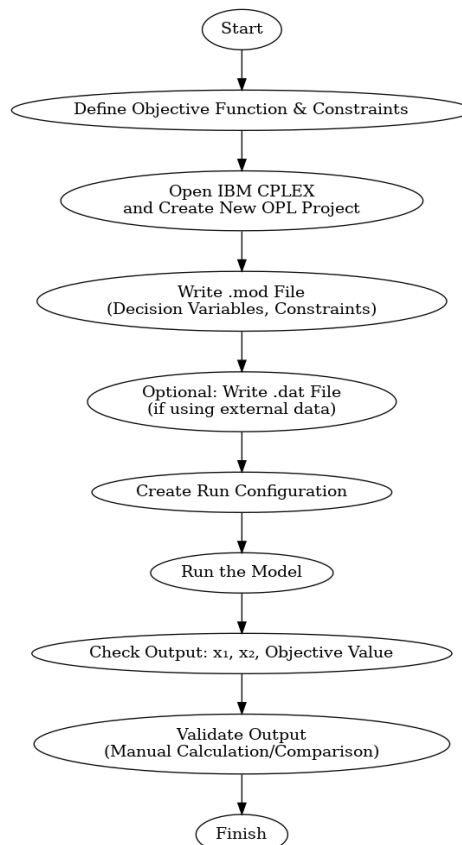 Start
Define Objective Function & Constraints
Open IBM CPLEX
and Create New OPL Project
Write .mod File
(Decision Variables, Constraints)
Optional: Write .dat File
(if using external data)
Create Run Configuration
Run the Model
Check Output: x₁, x₂, Objective Value
Validate Output
(Manual Calculation/Comparison)
Finish